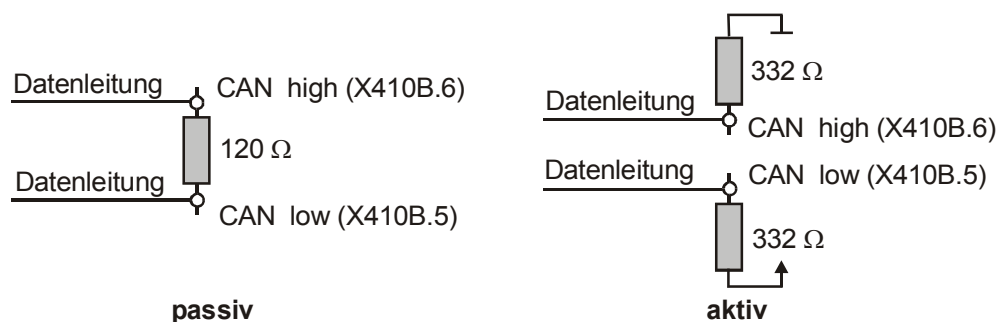 Datenleitung
CAN high (X410B.6)
120 Ω
Datenleitung
CAN low (X410B.5)
passiv
332 Ω
Datenleitung
CAN high (X410B.6)
Datenleitung
CAN low (X410B.5)
332 Ω
aktiv